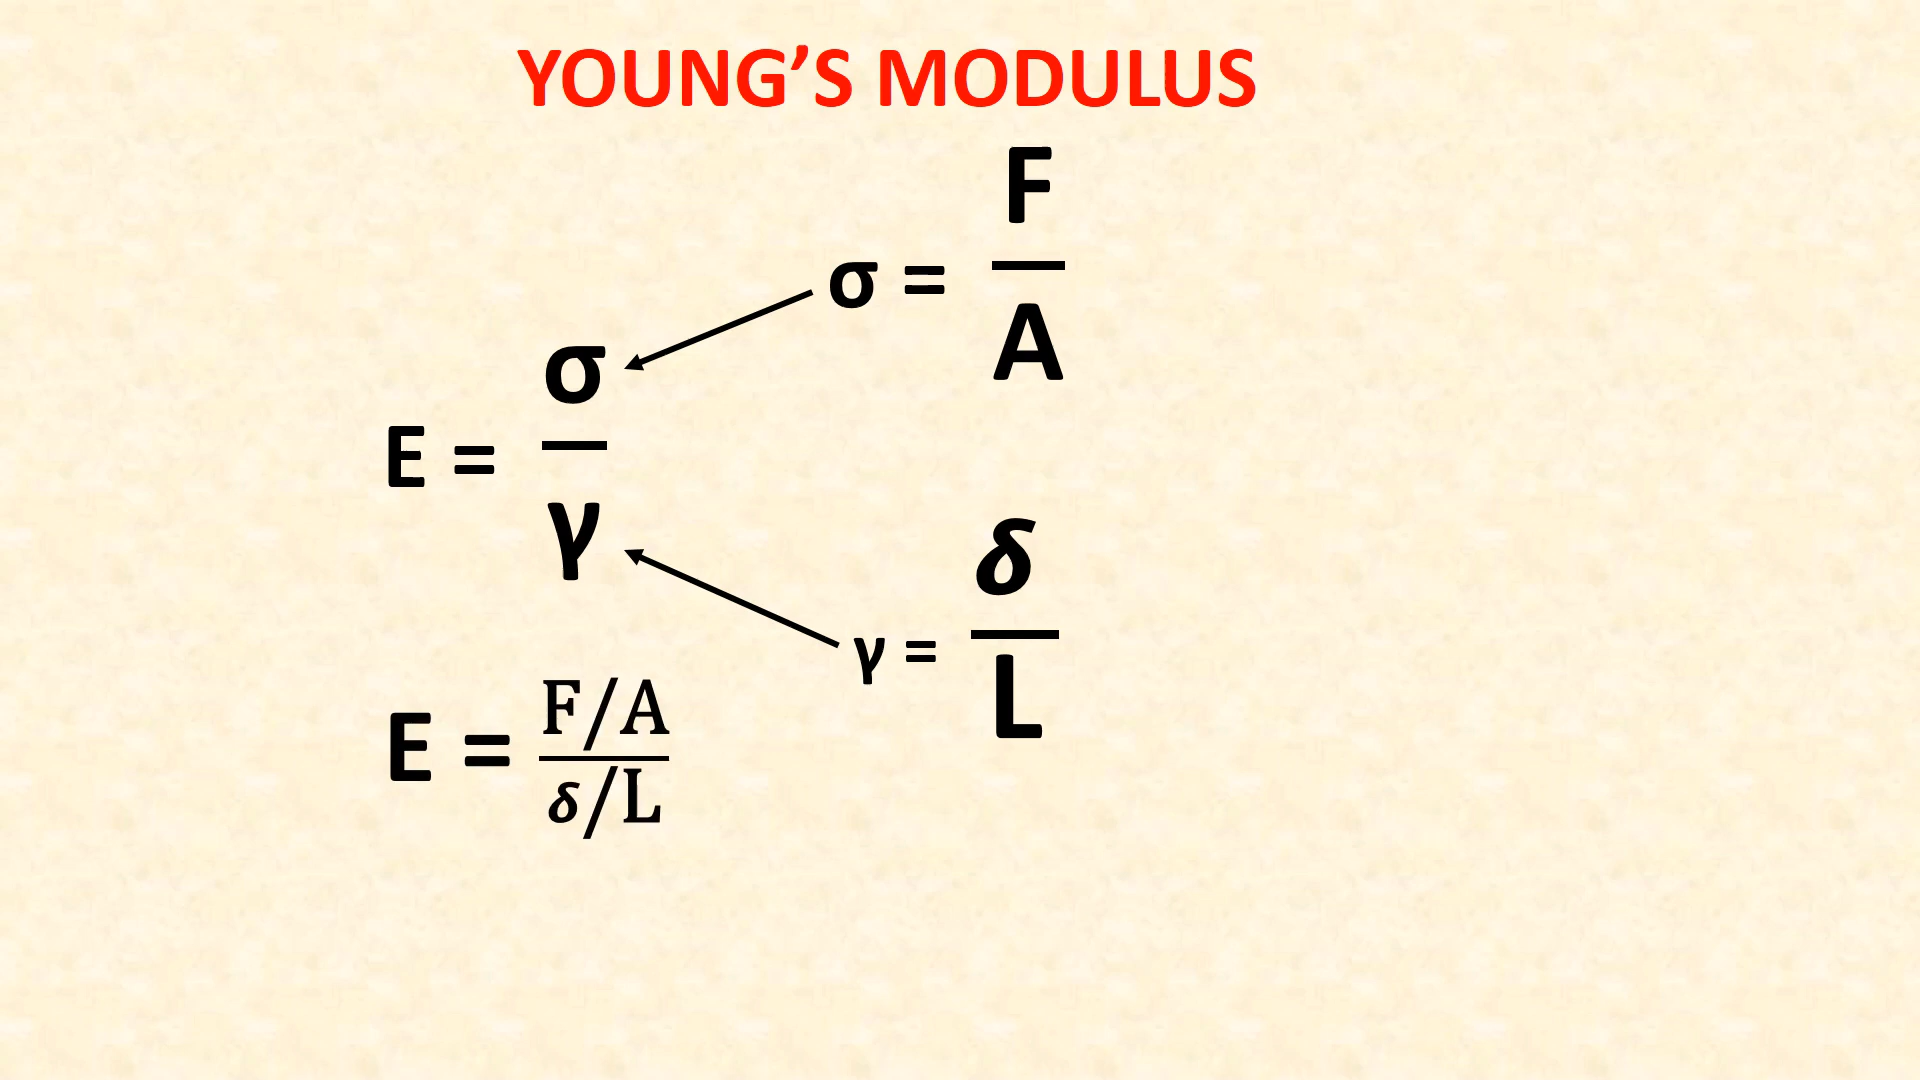 YOUNG’S MODULUS
σ = F/A
E = σ/γ
γ = δ/L
E = F/A / δ/L